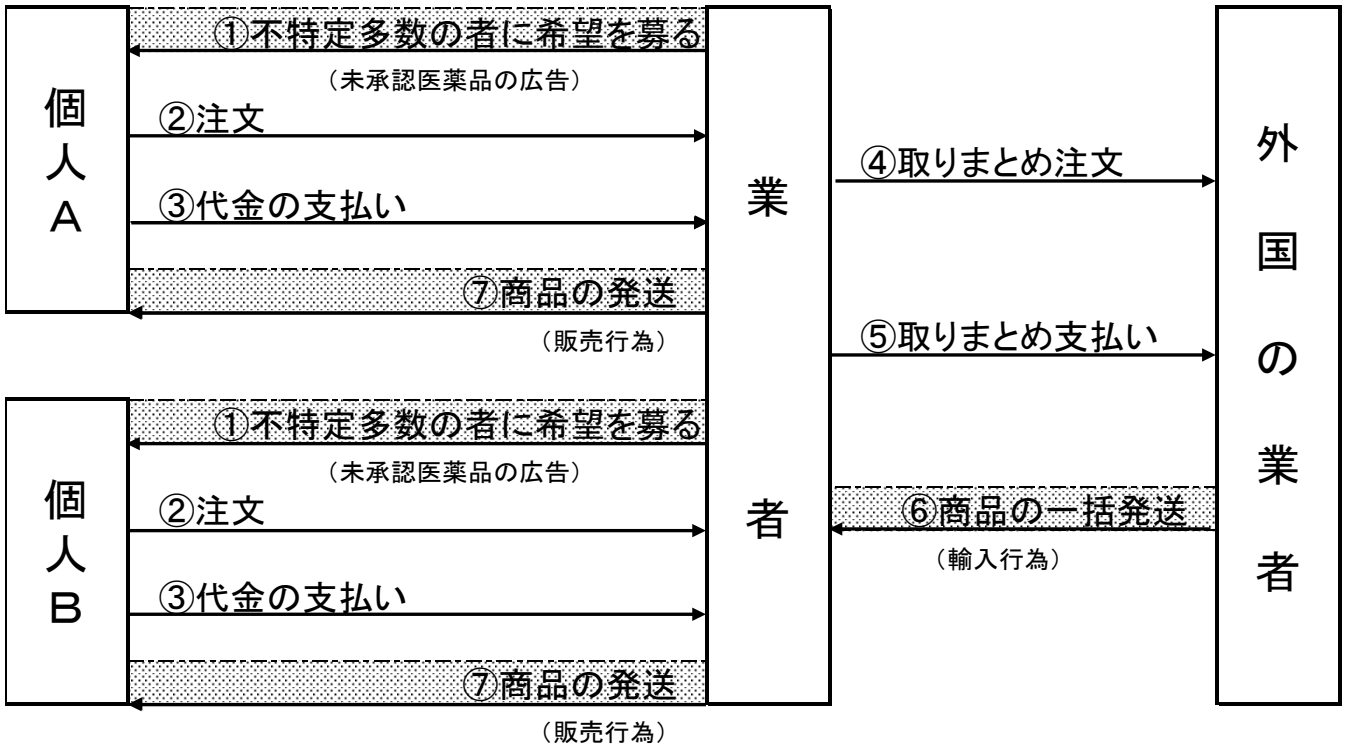 個人A
①不特定多数の者に希望を募る
（未承認医薬品の広告）
②注文
③代金の支払い
⑦商品の発送
（販売行為）
個人B
①不特定多数の者に希望を募る
（未承認医薬品の広告）
②注文
③代金の支払い
⑦商品の発送
（販売行為）
業者
④取りまとめ注文
⑤取りまとめ支払い
⑥商品の一括発送
（輸入行為）
外国の業者